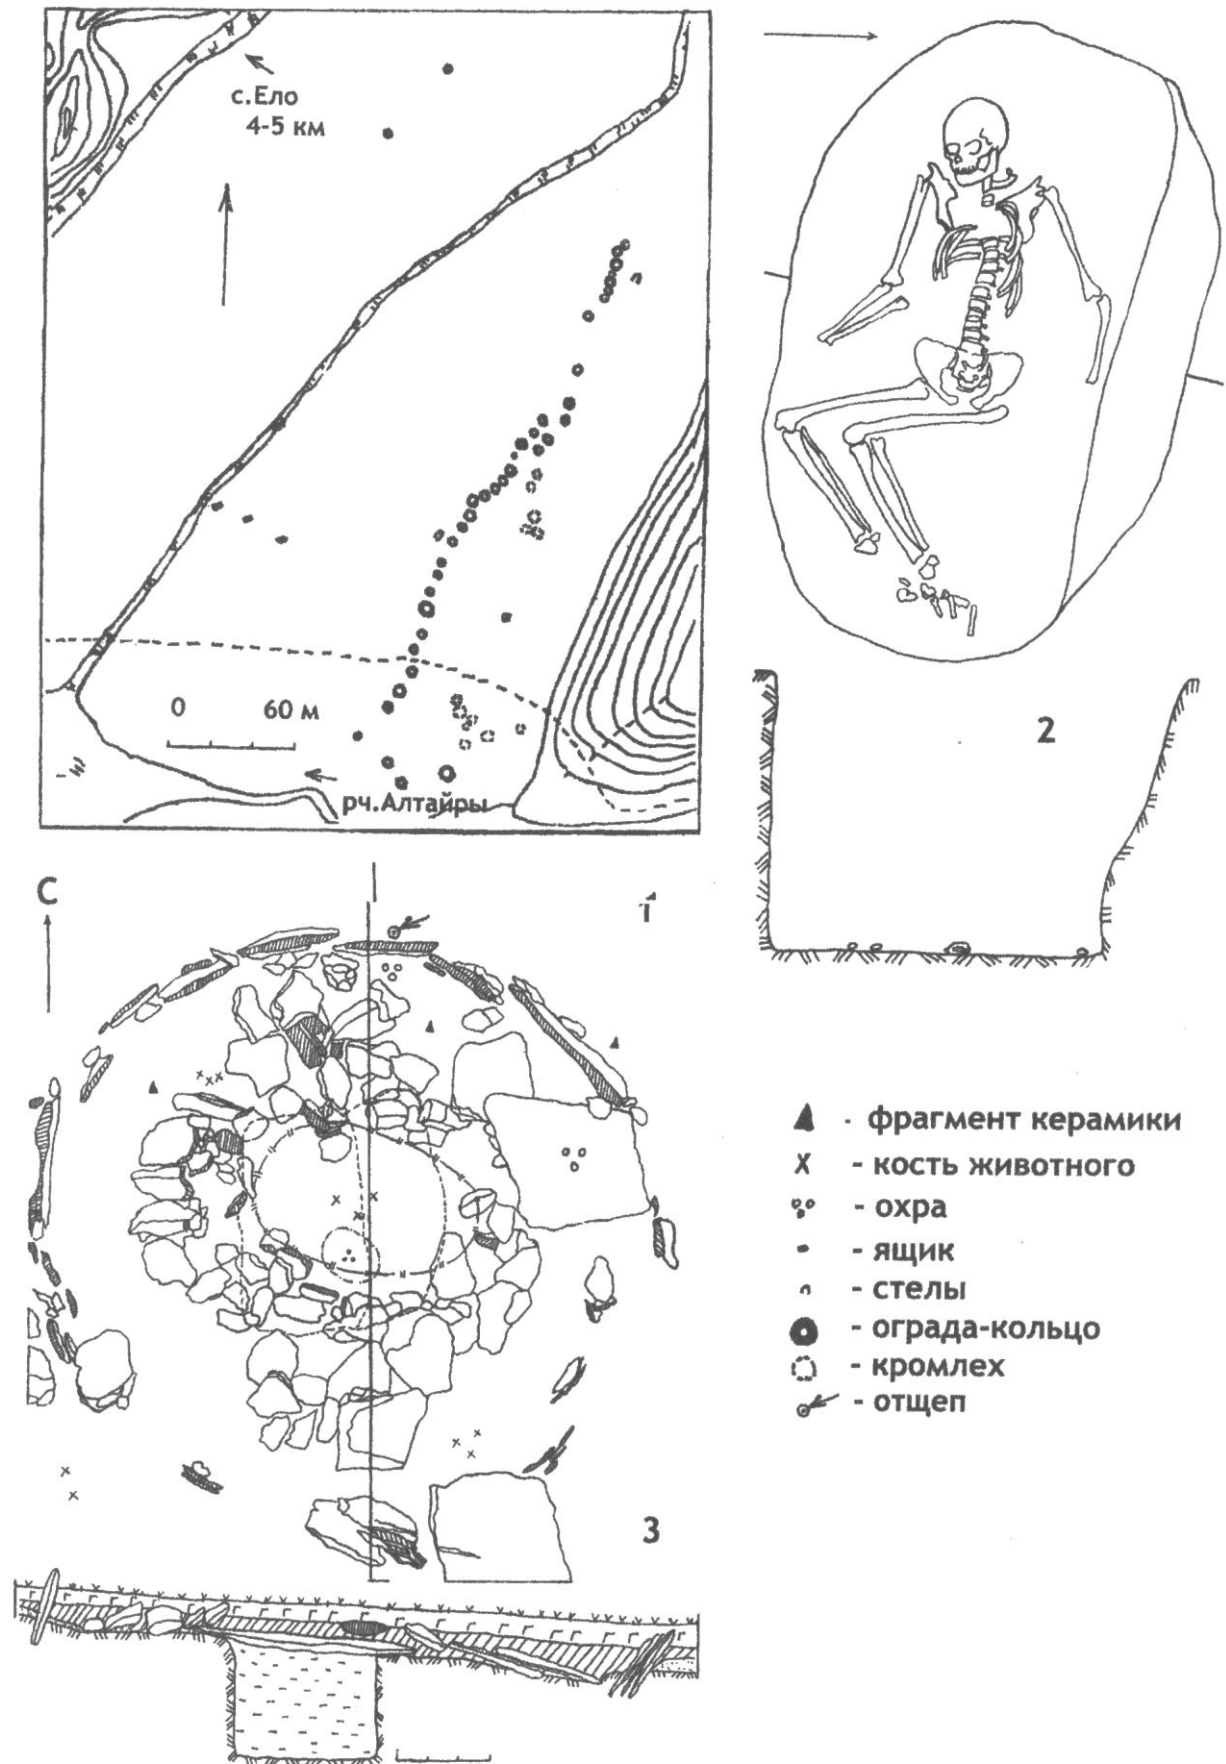 с.Ело
4-5 км
0 60 м
рч.Алтайры
1
2
С
3
▲ - фрагмент керамики
x - кость животного
- охра
- ящик
- стелы
- ограда-кольцо
- кромлех
- отщеп